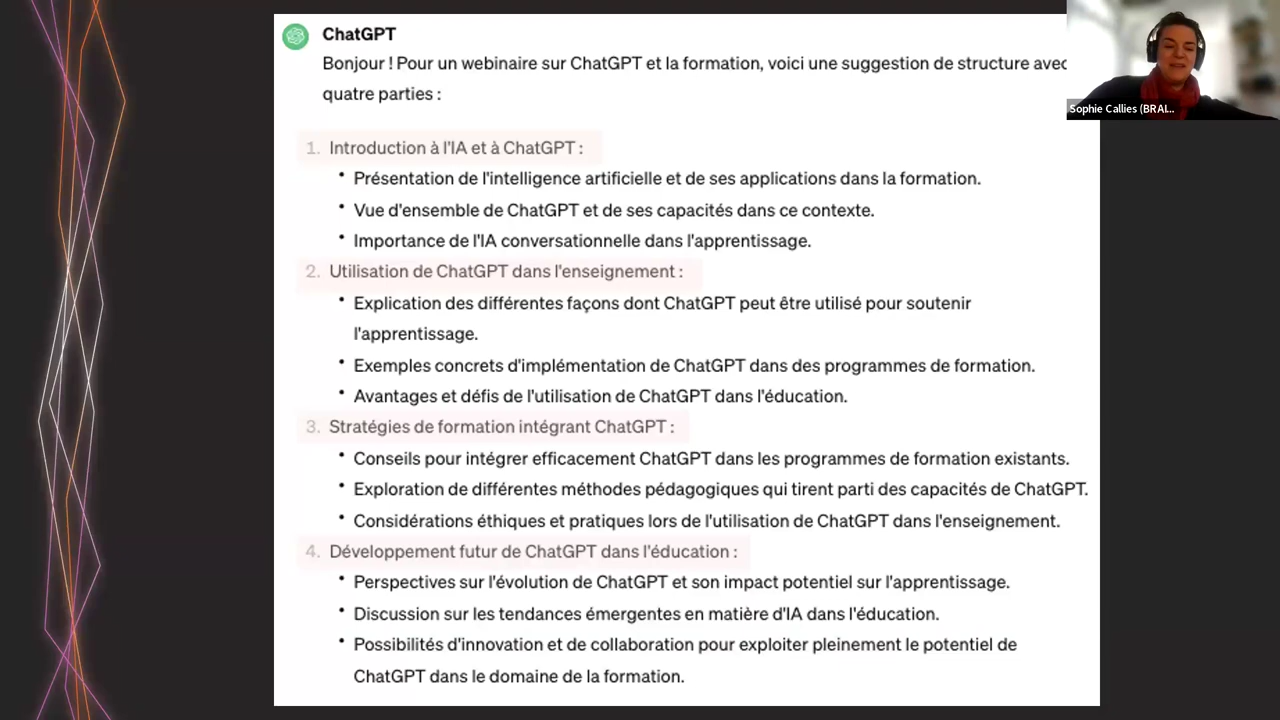 ChatGPT
Bonjour ! Pour un webinaire sur ChatGPT et la formation, voici une suggestion de structure avec
quatre parties :
1. Introduction à l'IA et à ChatGPT :
• Présentation de l'intelligence artificielle et de ses applications dans la formation.
• Vue d'ensemble de ChatGPT et de ses capacités dans ce contexte.
• Importance de l'IA conversationnelle dans l'apprentissage.
2. Utilisation de ChatGPT dans l'enseignement :
• Explication des différentes façons dont ChatGPT peut être utilisé pour soutenir
l'apprentissage.
• Exemples concrets d'implémentation de ChatGPT dans des programmes de formation.
• Avantages et défis de l'utilisation de ChatGPT dans l'éducation.
3. Stratégies de formation intégrant ChatGPT :
• Conseils pour intégrer efficacement ChatGPT dans les programmes de formation existants.
• Exploration de différentes méthodes pédagogiques qui tirent parti des capacités de ChatGPT.
• Considérations éthiques et pratiques lors de l'utilisation de ChatGPT dans l'enseignement.
4. Développement futur de ChatGPT dans l'éducation :
• Perspectives sur l'évolution de ChatGPT et son impact potentiel sur l'apprentissage.
• Discussion sur les tendances émergentes en matière d'IA dans l'éducation.
• Possibilités d'innovation et de collaboration pour exploiter pleinement le potentiel de
ChatGPT dans le domaine de la formation.
Sophie Callies (BRAI...